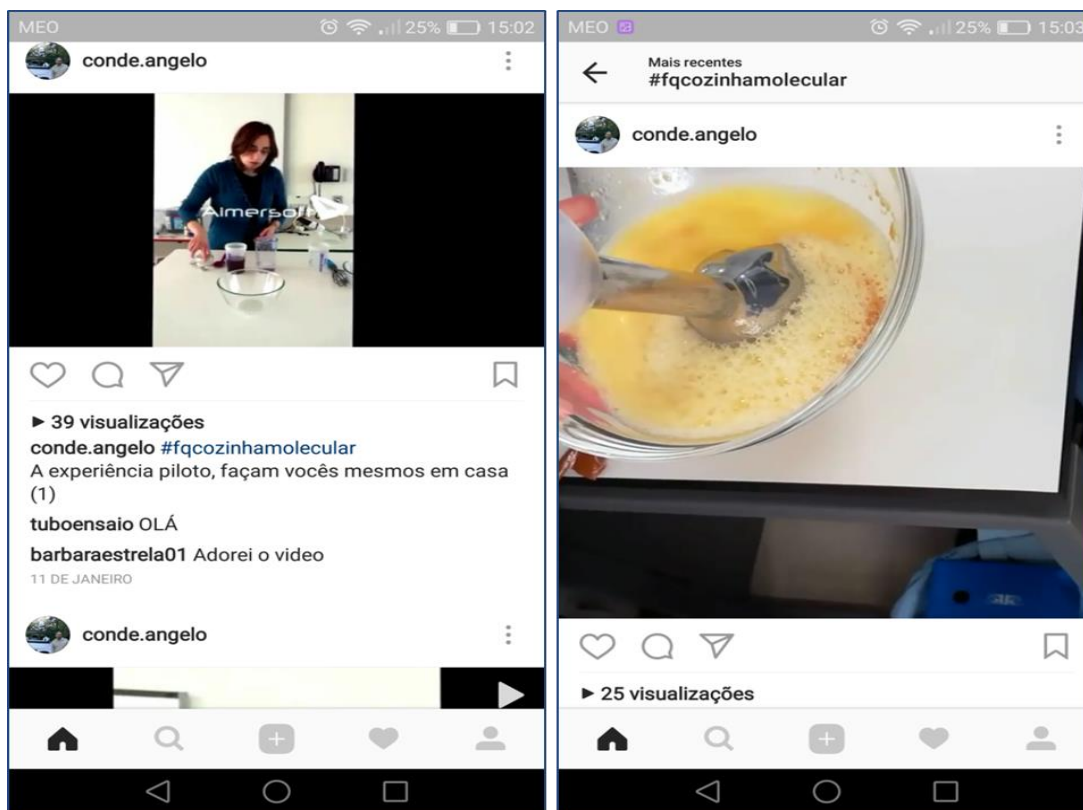 MEO 25% 15:02
conde.angelo
Aimersoft
39 visualizações
conde.angelo #fqcozinhamolecular
A experiência piloto, façam vocês mesmos em casa
(1)
tuboensaio OLÁ
barbaraestrela01 Adorei o video
11 DE JANEIRO
conde.angelo
MEO 25% 15:03
Mais recentes
#fqcozinhamolecular
conde.angelo
25 visualizações